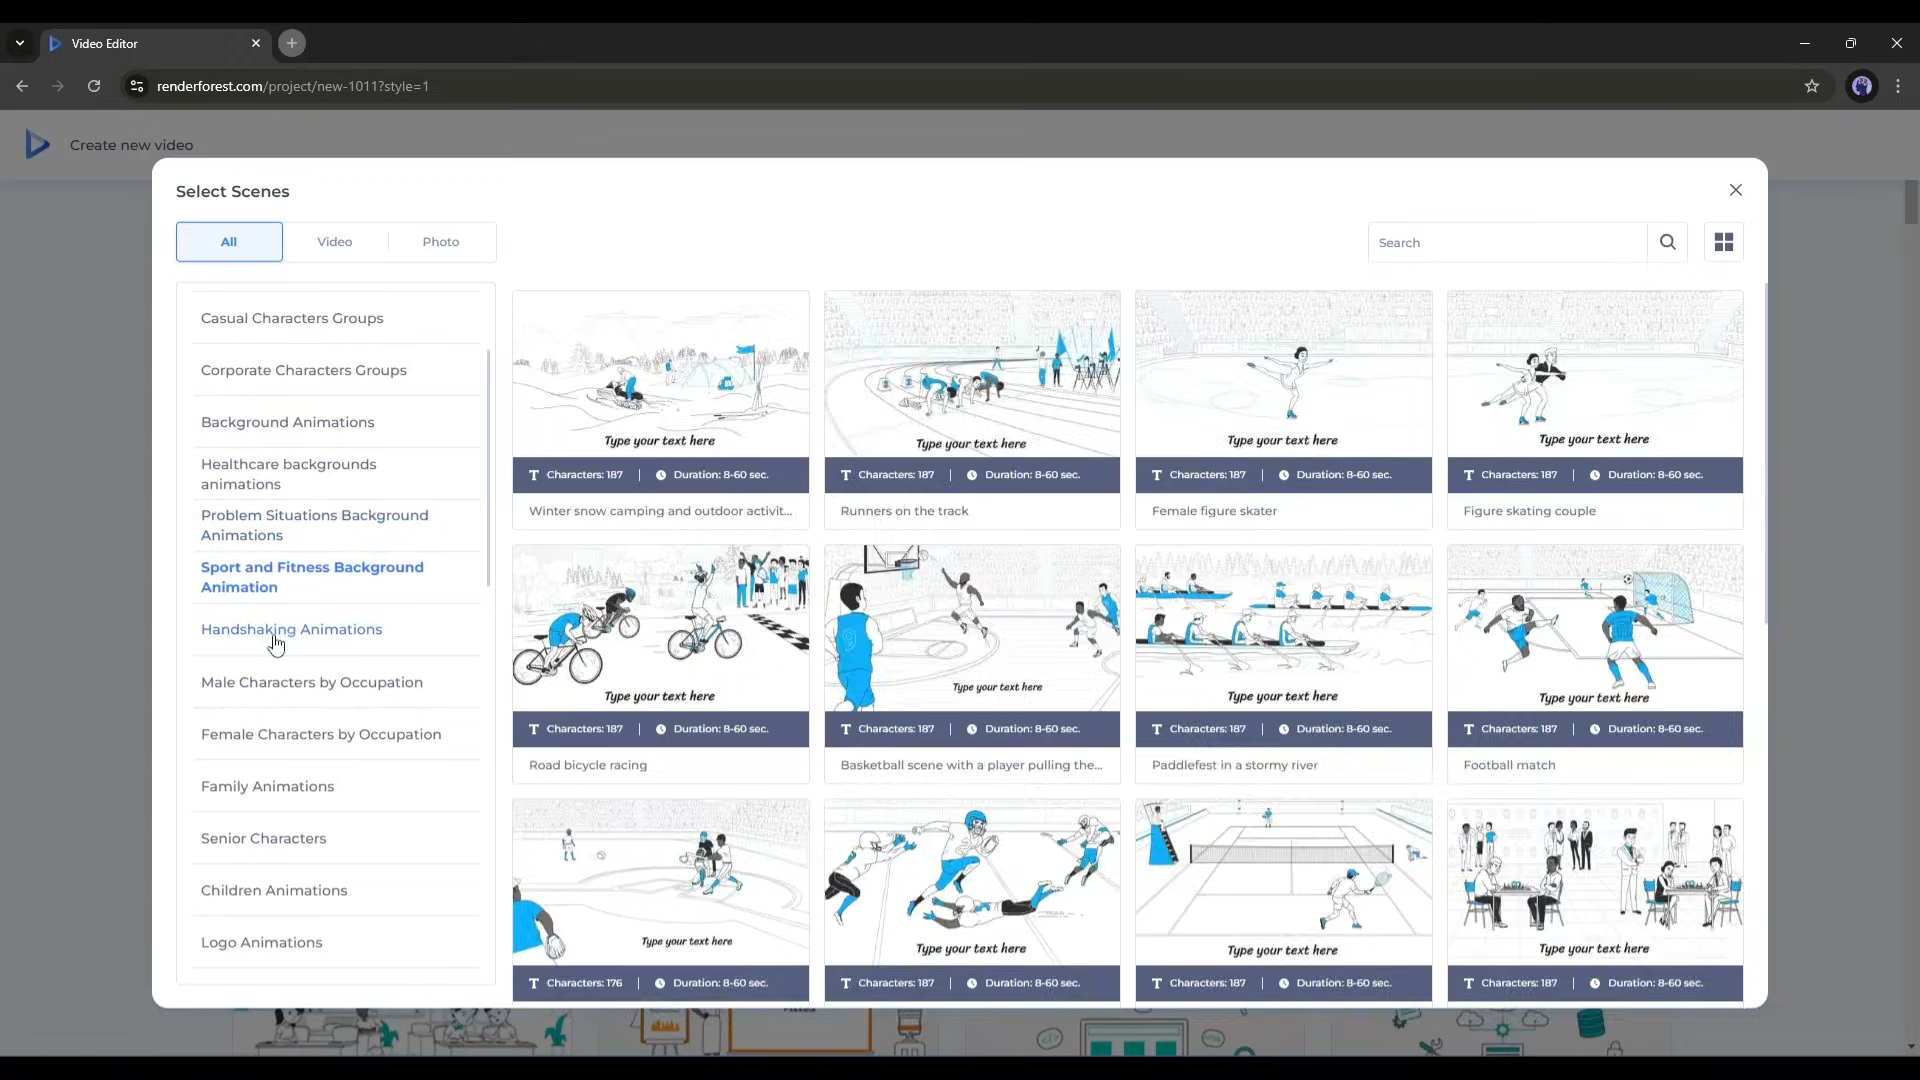 Video Editor
renderforest.com/project/new-1011?style=1
Create new video
Select Scenes
All
Video
Photo
Search
Casual Characters Groups
Corporate Characters Groups
Background Animations
Healthcare backgrounds
animations
Problem Situations Background
Animations
Sport and Fitness Background
Animation
Handshaking Animations
Male Characters by Occupation
Female Characters by Occupation
Family Animations
Senior Characters
Children Animations
Logo Animations
Type your text here
Type your text here
Type your text here
Type your text here
Characters: 187 Duration: 8-60 sec.
Characters: 187 Duration: 8-60 sec.
Characters: 187 Duration: 8-60 sec.
Characters: 187 Duration: 8-60 sec.
Winter snow camping and outdoor activit...
Runners on the track
Female figure skater
Figure skating couple
Type your text here
Type your text here
Type your text here
Type your text here
Characters: 187 Duration: 8-60 sec.
Characters: 187 Duration: 8-60 sec.
Characters: 187 Duration: 8-60 sec.
Characters: 187 Duration: 8-60 sec.
Road bicycle racing
Basketball scene with a player pulling the...
Paddlefest in a stormy river
Football match
Type your text here
Type your text here
Type your text here
Type your text here
Characters: 176 Duration: 8-60 sec.
Characters: 187 Duration: 8-60 sec.
Characters: 187 Duration: 8-60 sec.
Characters: 187 Duration: 8-60 sec.